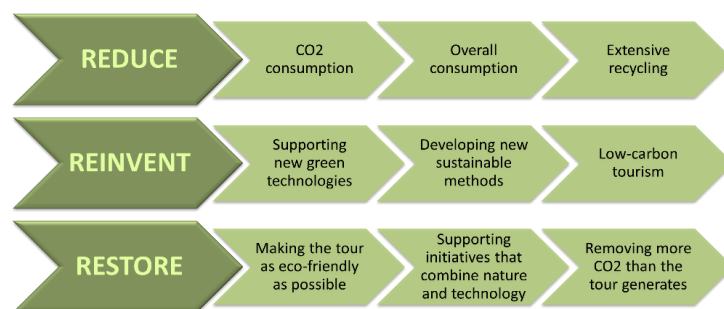 REDUCE
CO2
consumption
Overall
consumption
Extensive
recycling
REINVENT
Supporting
new green
technologies
Developing new
sustainable
methods
Low-carbon
tourism
RESTORE
Making the tour
as eco-friendly
as possible
Supporting
initiatives that
combine nature
and technology
Removing more
CO2 than the
tour generates